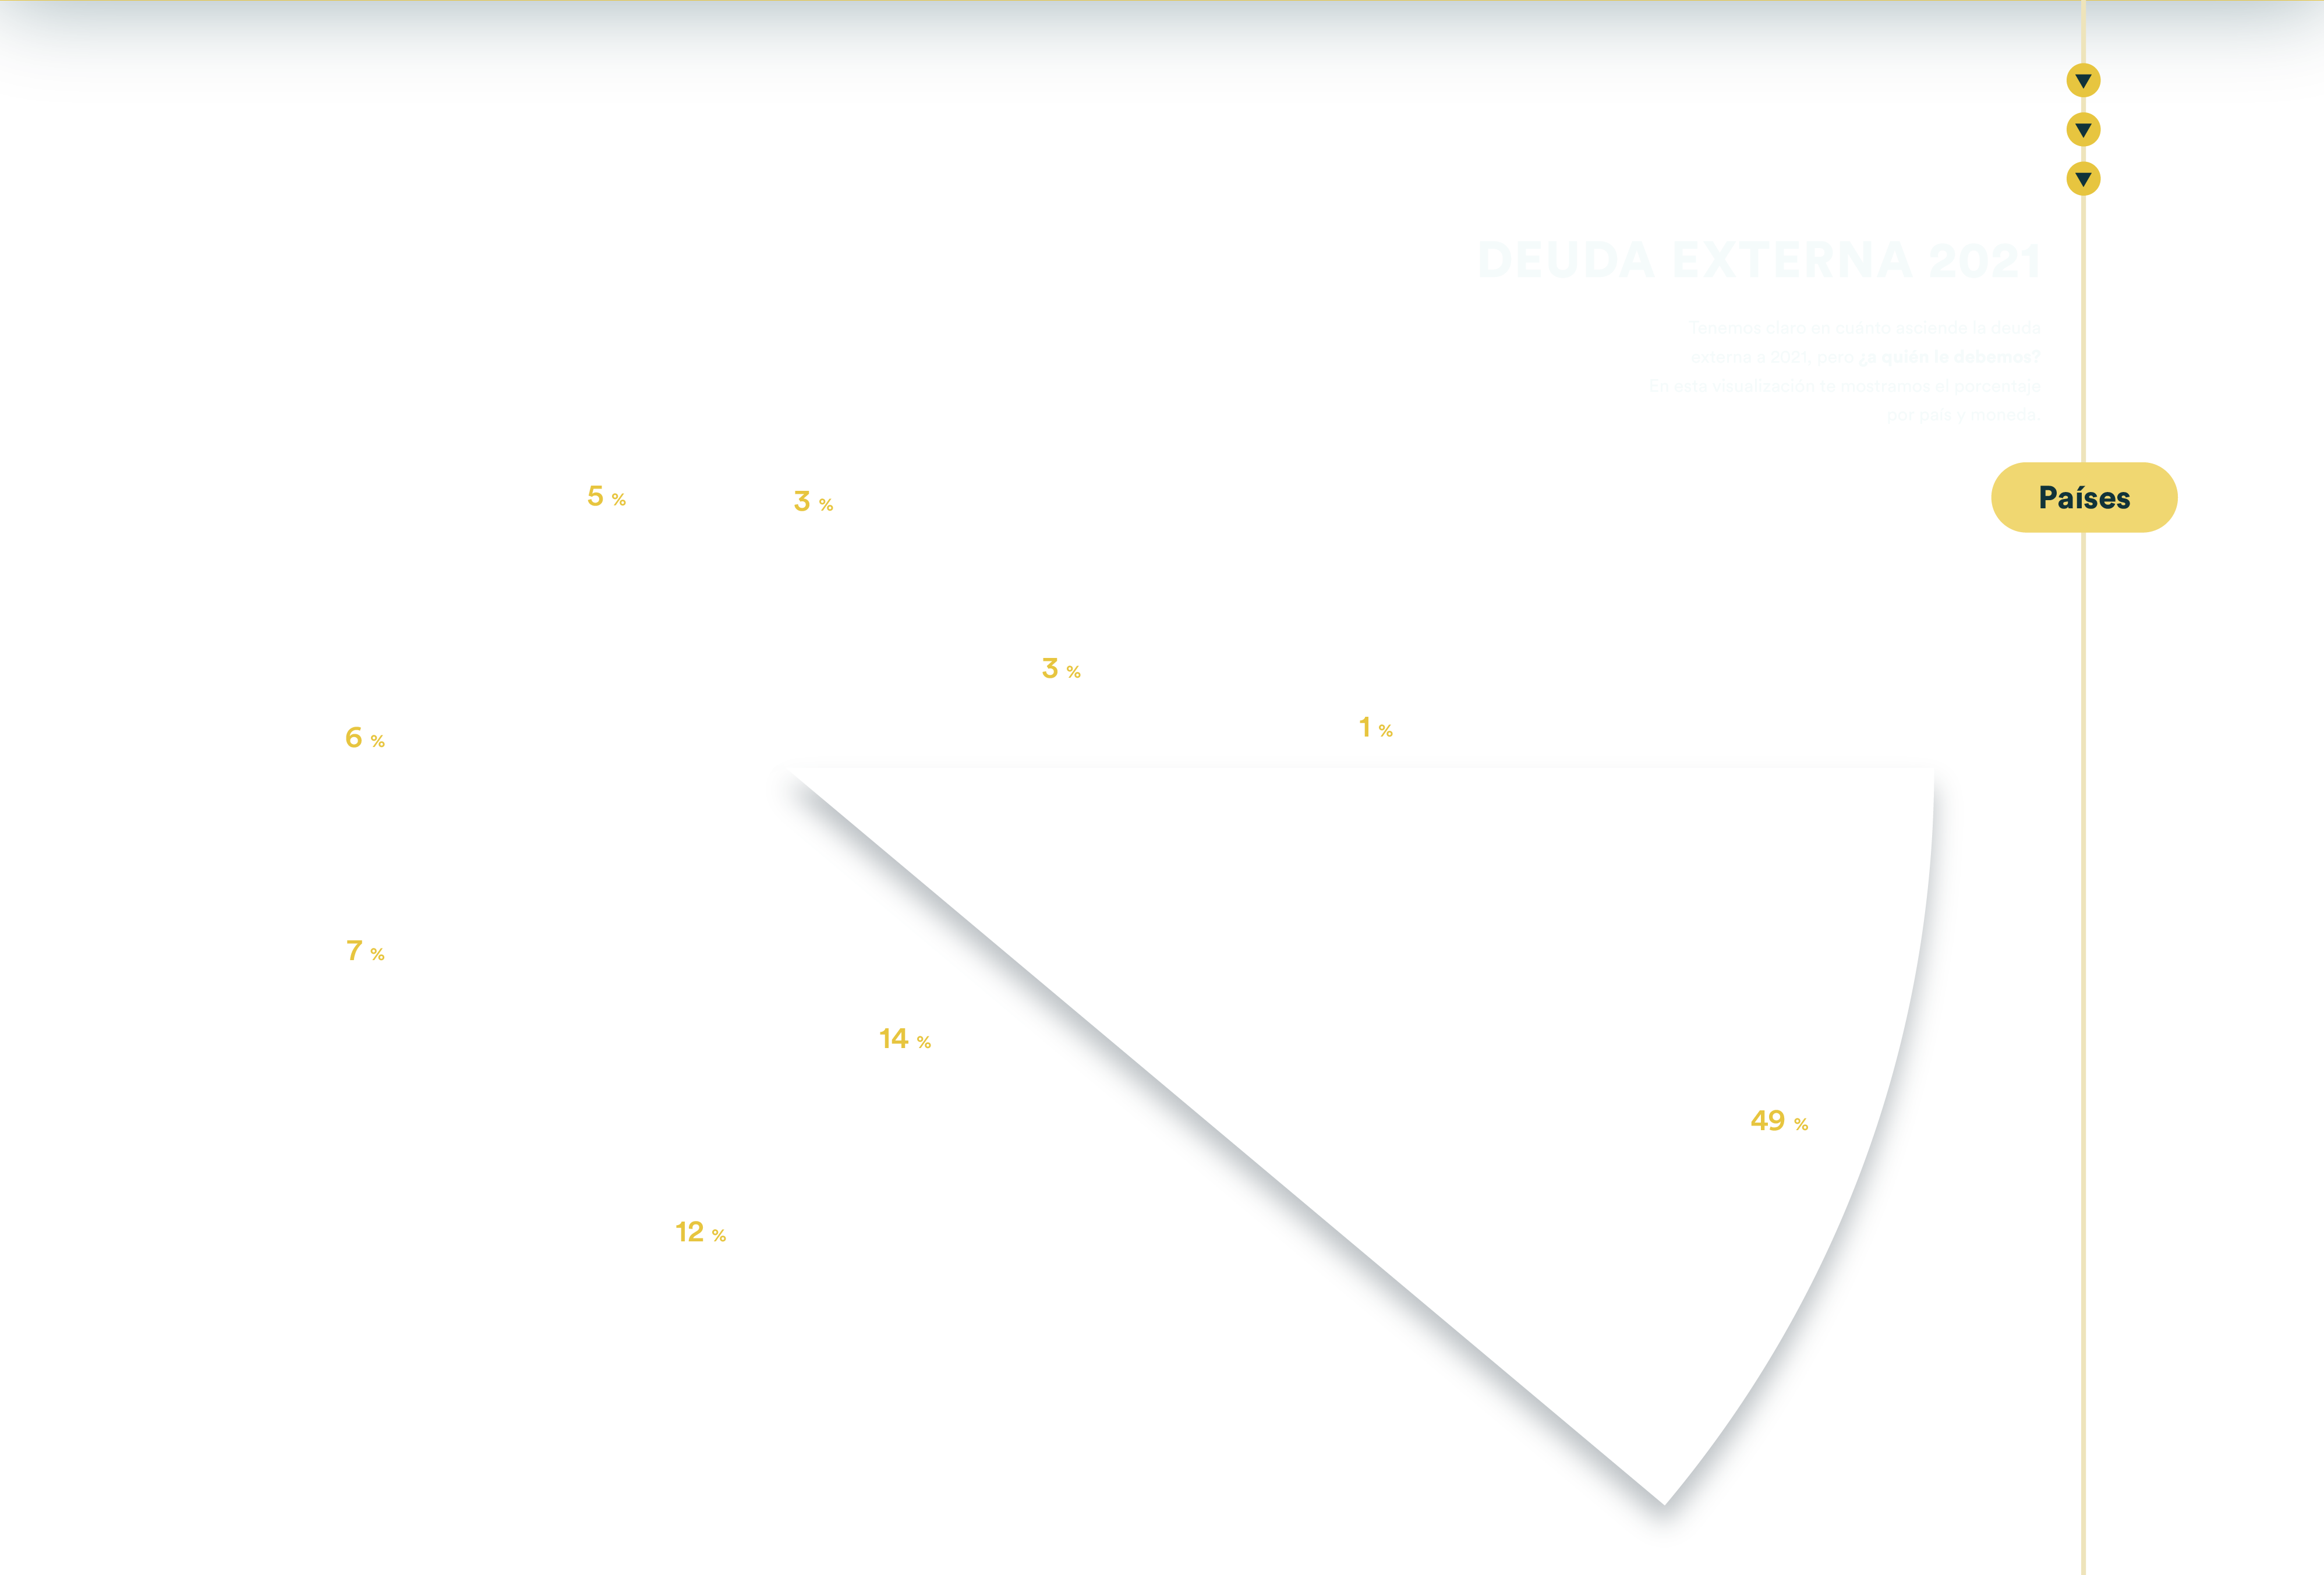 DEUDA EXTERNA 2021
Tenemos claro en cuánto asciende la deuda
externa a 2021, pero ¿a quién le debemos?
En esta visualización te mostramos el porcentaje
por país y moneda.
Países
5 %
3 %
3 %
1 %
6 %
7 %
14 %
49 %
12 %